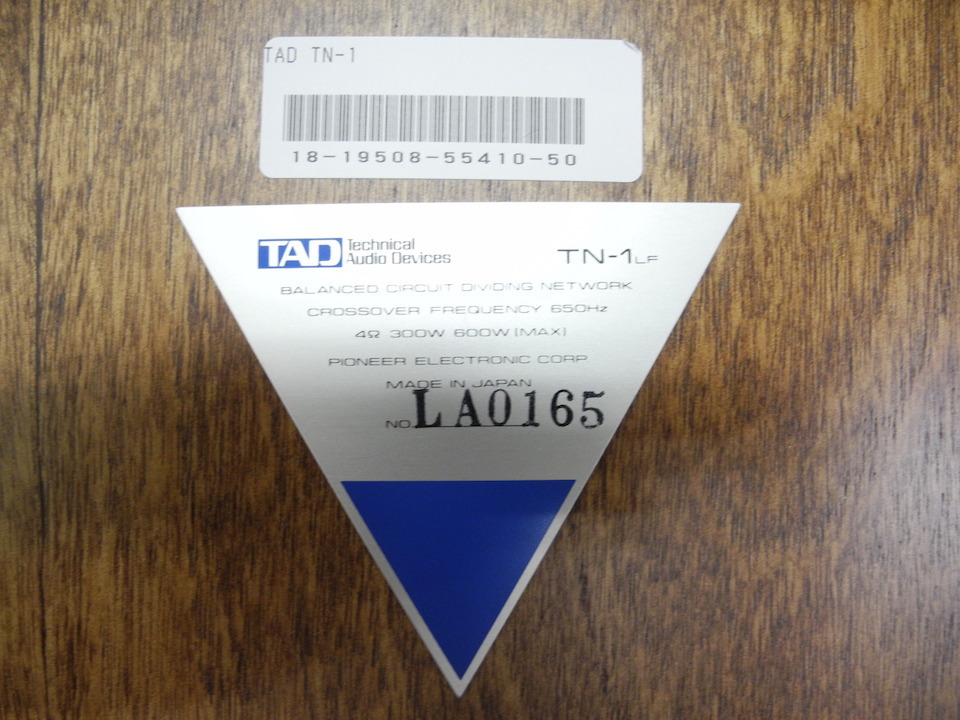 TAD TN-1
18-19508-55410-50
TAD Technical Audio Devices
TN-1LF
BALANCED CIRCUIT DIVIDING NETWORK
CROSSOVER FREQUENCY 650Hz
4Ω 300W 600W (MAX)
PIONEER ELECTRONIC CORP
MADE IN JAPAN
NO. LA0165